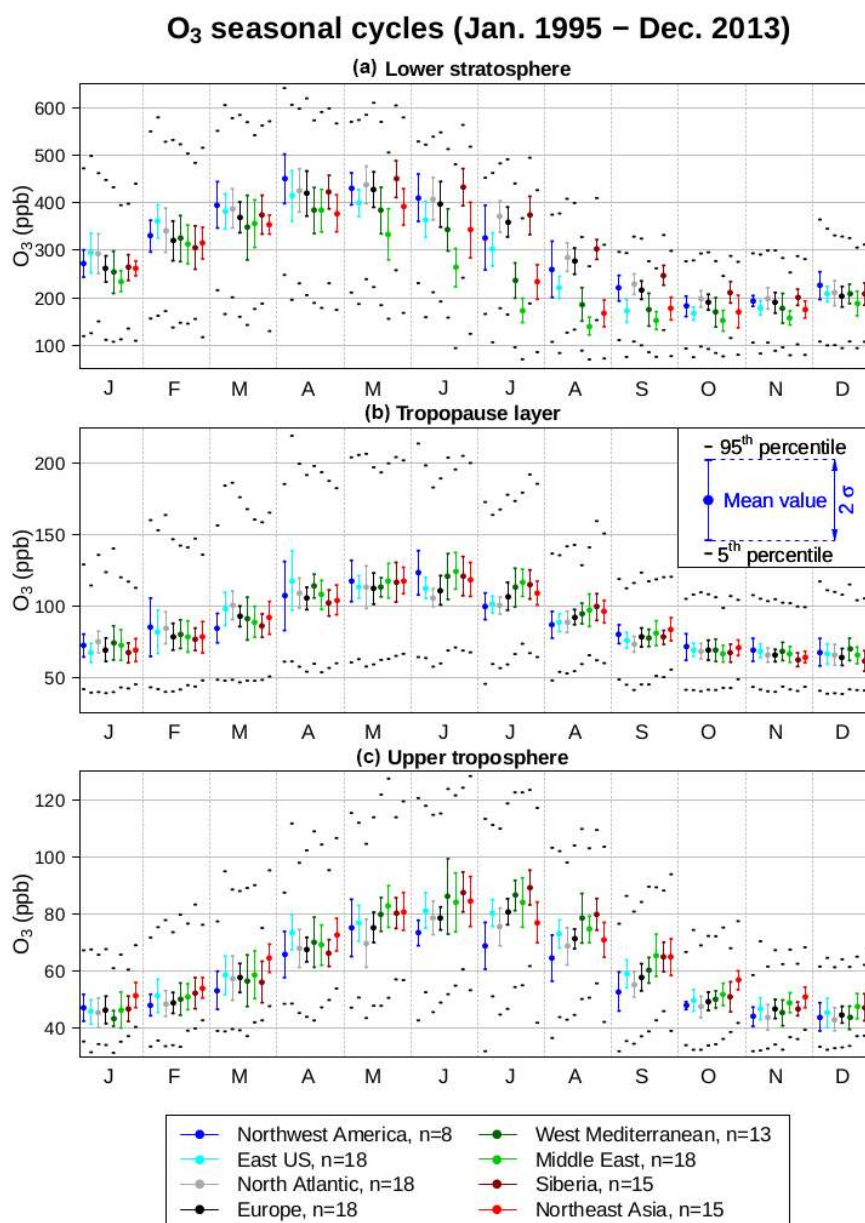 O₃ seasonal cycles (Jan. 1995 − Dec. 2013)
(a) Lower stratosphere
O₃ (ppb)
600
500
400
300
200
100
J F M A M J J A S O N D
(b) Tropopause layer
O₃ (ppb)
200
150
100
50
95th percentile
Mean value
2 σ
5th percentile
J F M A M J J A S O N D
(c) Upper troposphere
O₃ (ppb)
120
100
80
60
40
J F M A M J J A S O N D
Northwest America, n=8
East US, n=18
North Atlantic, n=18
Europe, n=18
West Mediterranean, n=13
Middle East, n=18
Siberia, n=15
Northeast Asia, n=15